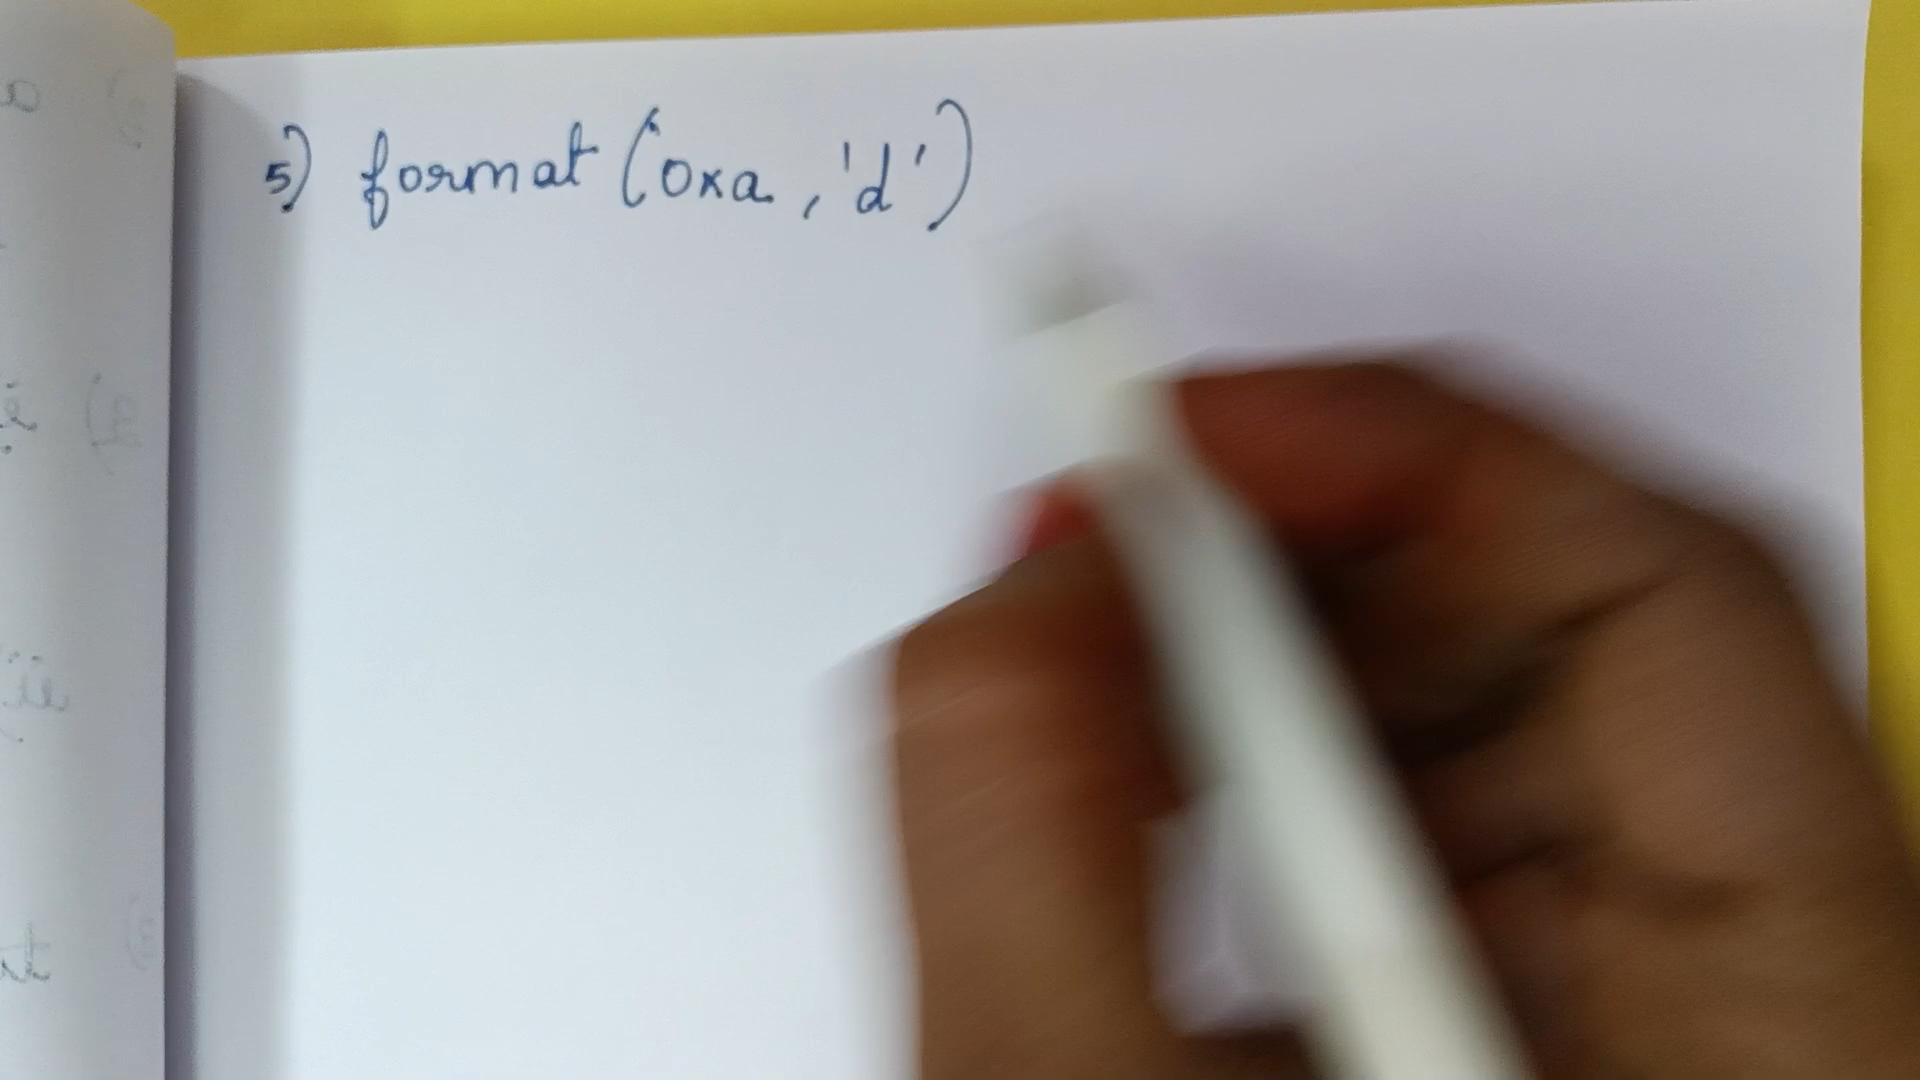 5) format (0xa, 'd')